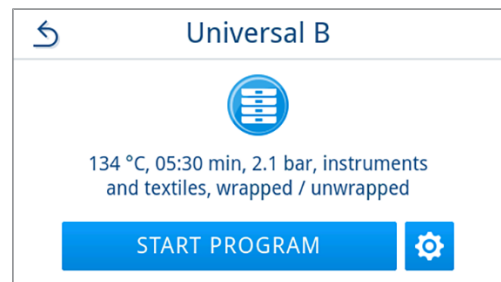 Universal B
134 °C, 05:30 min, 2.1 bar, instruments
and textiles, wrapped / unwrapped
START PROGRAM